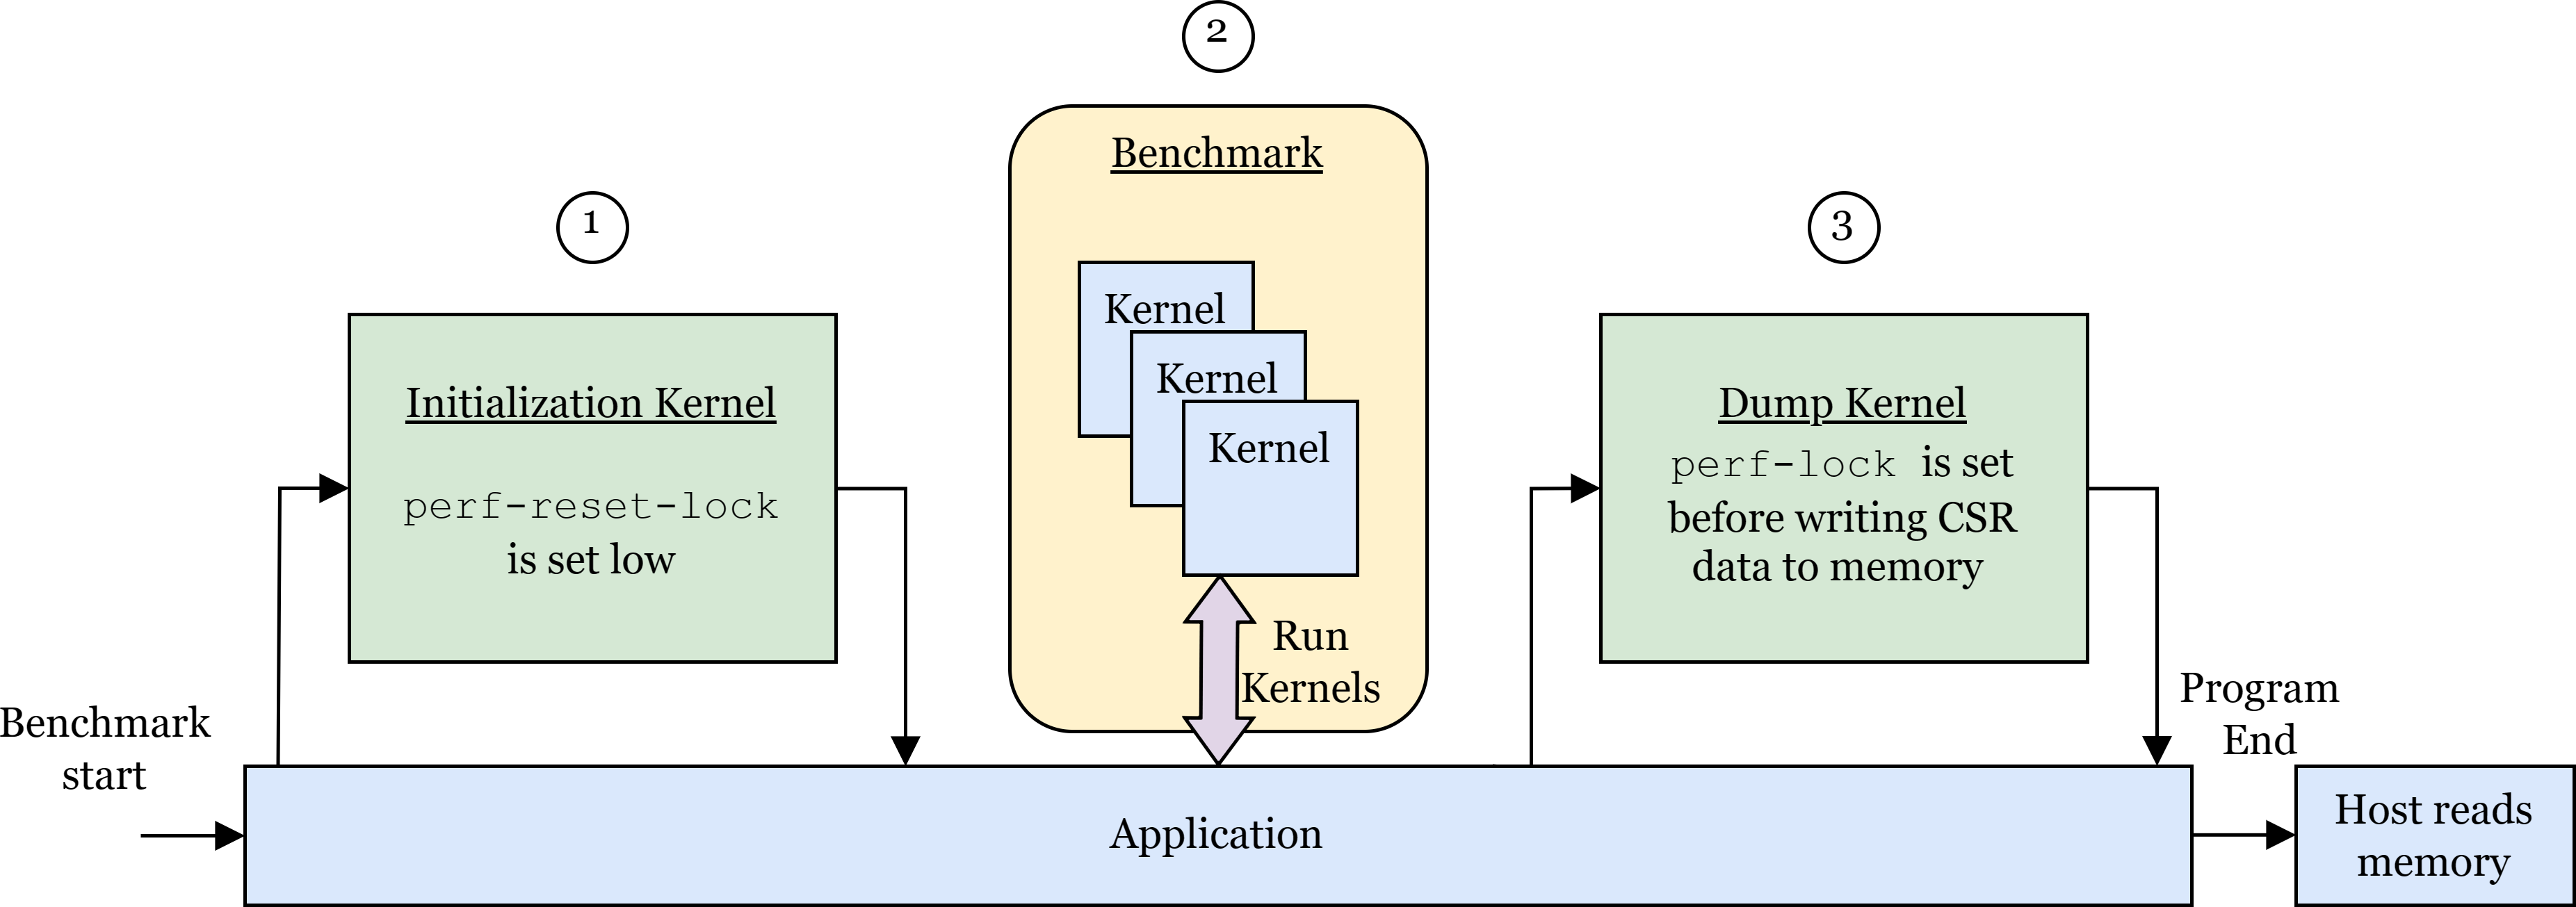 2
Benchmark
Kernel
Kernel
Kernel
Run
Kernels
1
Initialization Kernel
perf-reset-lock
is set low
3
Dump Kernel
perf-lock is set
before writing CSR
data to memory
Benchmark
start
Application
Program
End
Host reads
memory